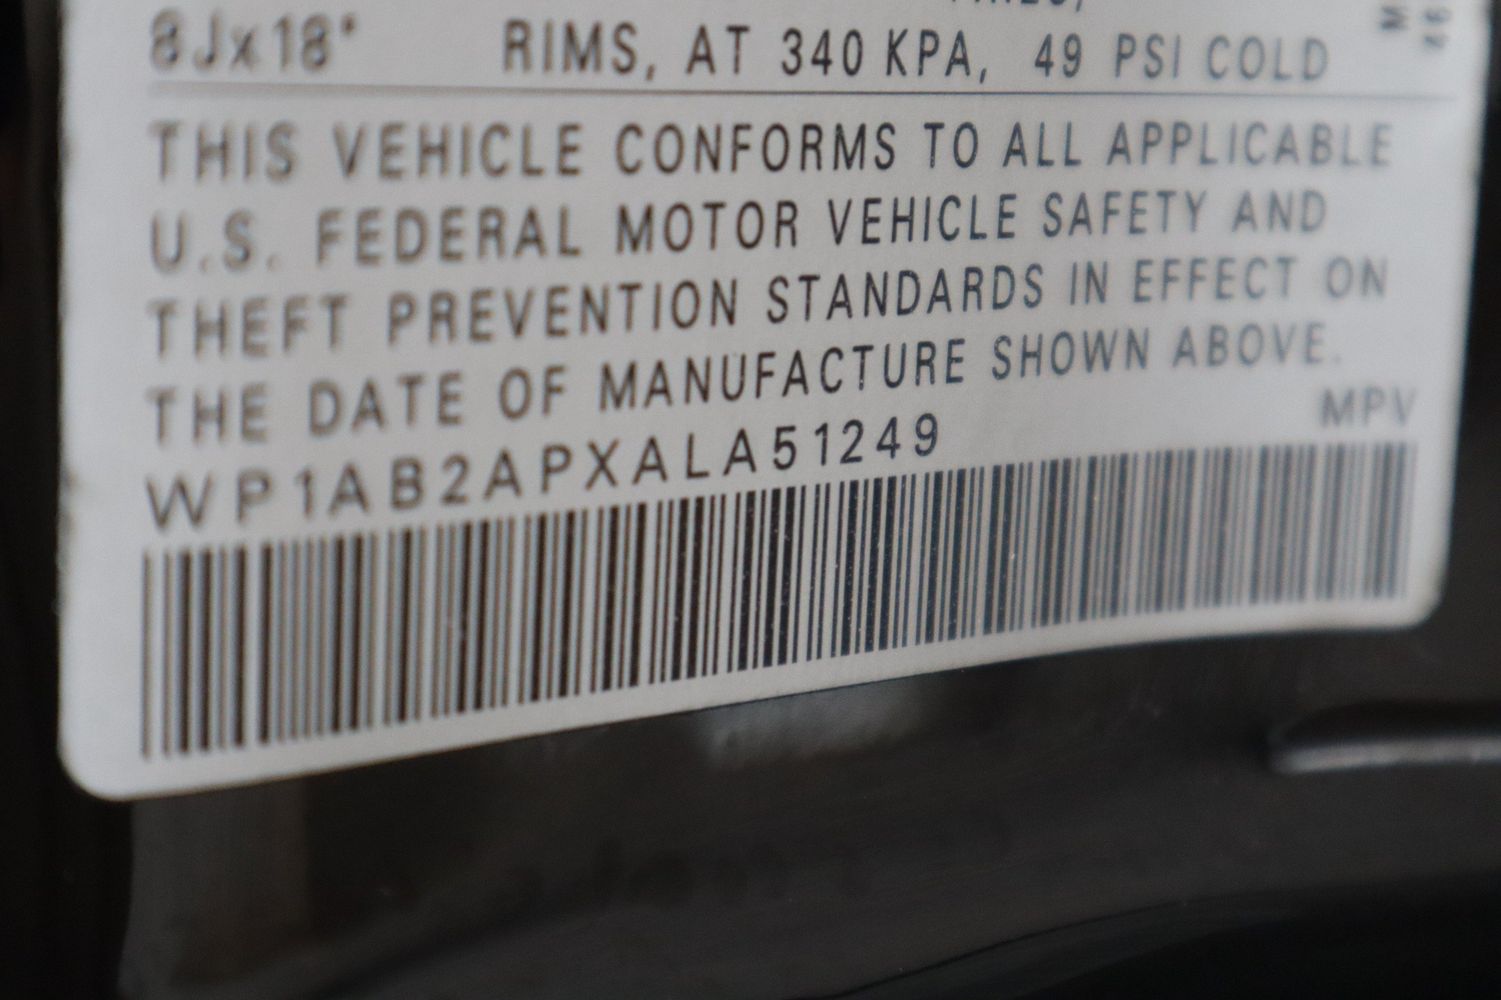 8Jx18" RIMS, AT 340 KPA, 49 PSI COLD
THIS VEHICLE CONFORMS TO ALL APPLICABLE
U.S. FEDERAL MOTOR VEHICLE SAFETY AND
THEFT PREVENTION STANDARDS IN EFFECT ON
THE DATE OF MANUFACTURE SHOWN ABOVE.
MPV
WP1AB2APXALA51249